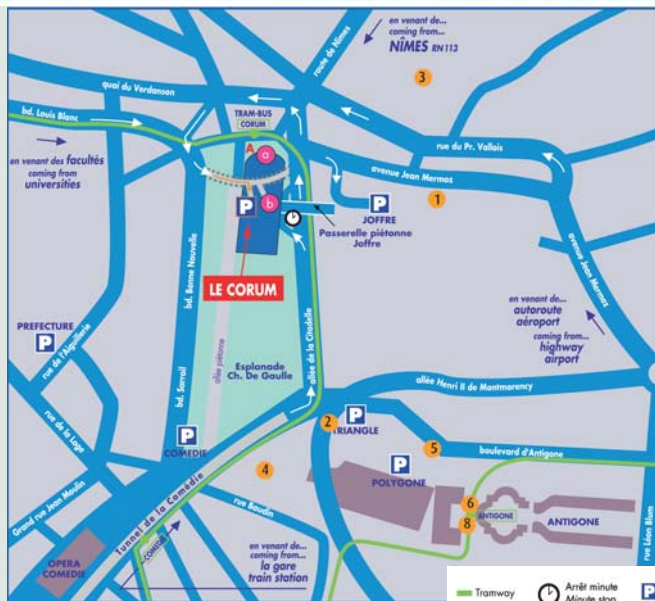 en venant de...
coming from...
NÎMES RN113
3
route de Nîmes
quai du Verdanson
TRAM-BUS
CORUM
bd. Louis Blanc
A
a
rue du Pr. Vallois
en venant des facultés
coming from
universities
avenue Jean Mermoz
1
P
b
P
JOFFRE
Passerelle piétonne
Joffre
LE CORUM
bd. Bonne Nouvelle
avenue Jean Mermoz
en venant de...
autoroute
aéroport
coming from...
highway
airport
PREFECTURE
P
rue de l'Aiguillerie
bd. Sarrail
allée piétonne
Esplanade
Ch. De Gaulle
allée de la Citadelle
allée Henri II de Montmorency
rue de la Loge
P
COMEDIE
2
P
TRIANGLE
5
boulevard d'Antigone
4
P
POLYGONE
Grand rue Jean Moulin
Tunnel de la Comédie
rue Baudin
6
ANTIGONE
8
ANTIGONE
rue Léon Blum
COMEDIE
OPERA
COMEDIE
en venant de...
coming from...
la gare
train station
Tramway
Arrêt minute
Minute stop
P